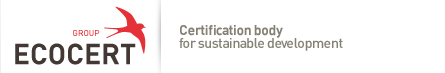 GROUP
ECOCERT
Certification body
for sustainable development